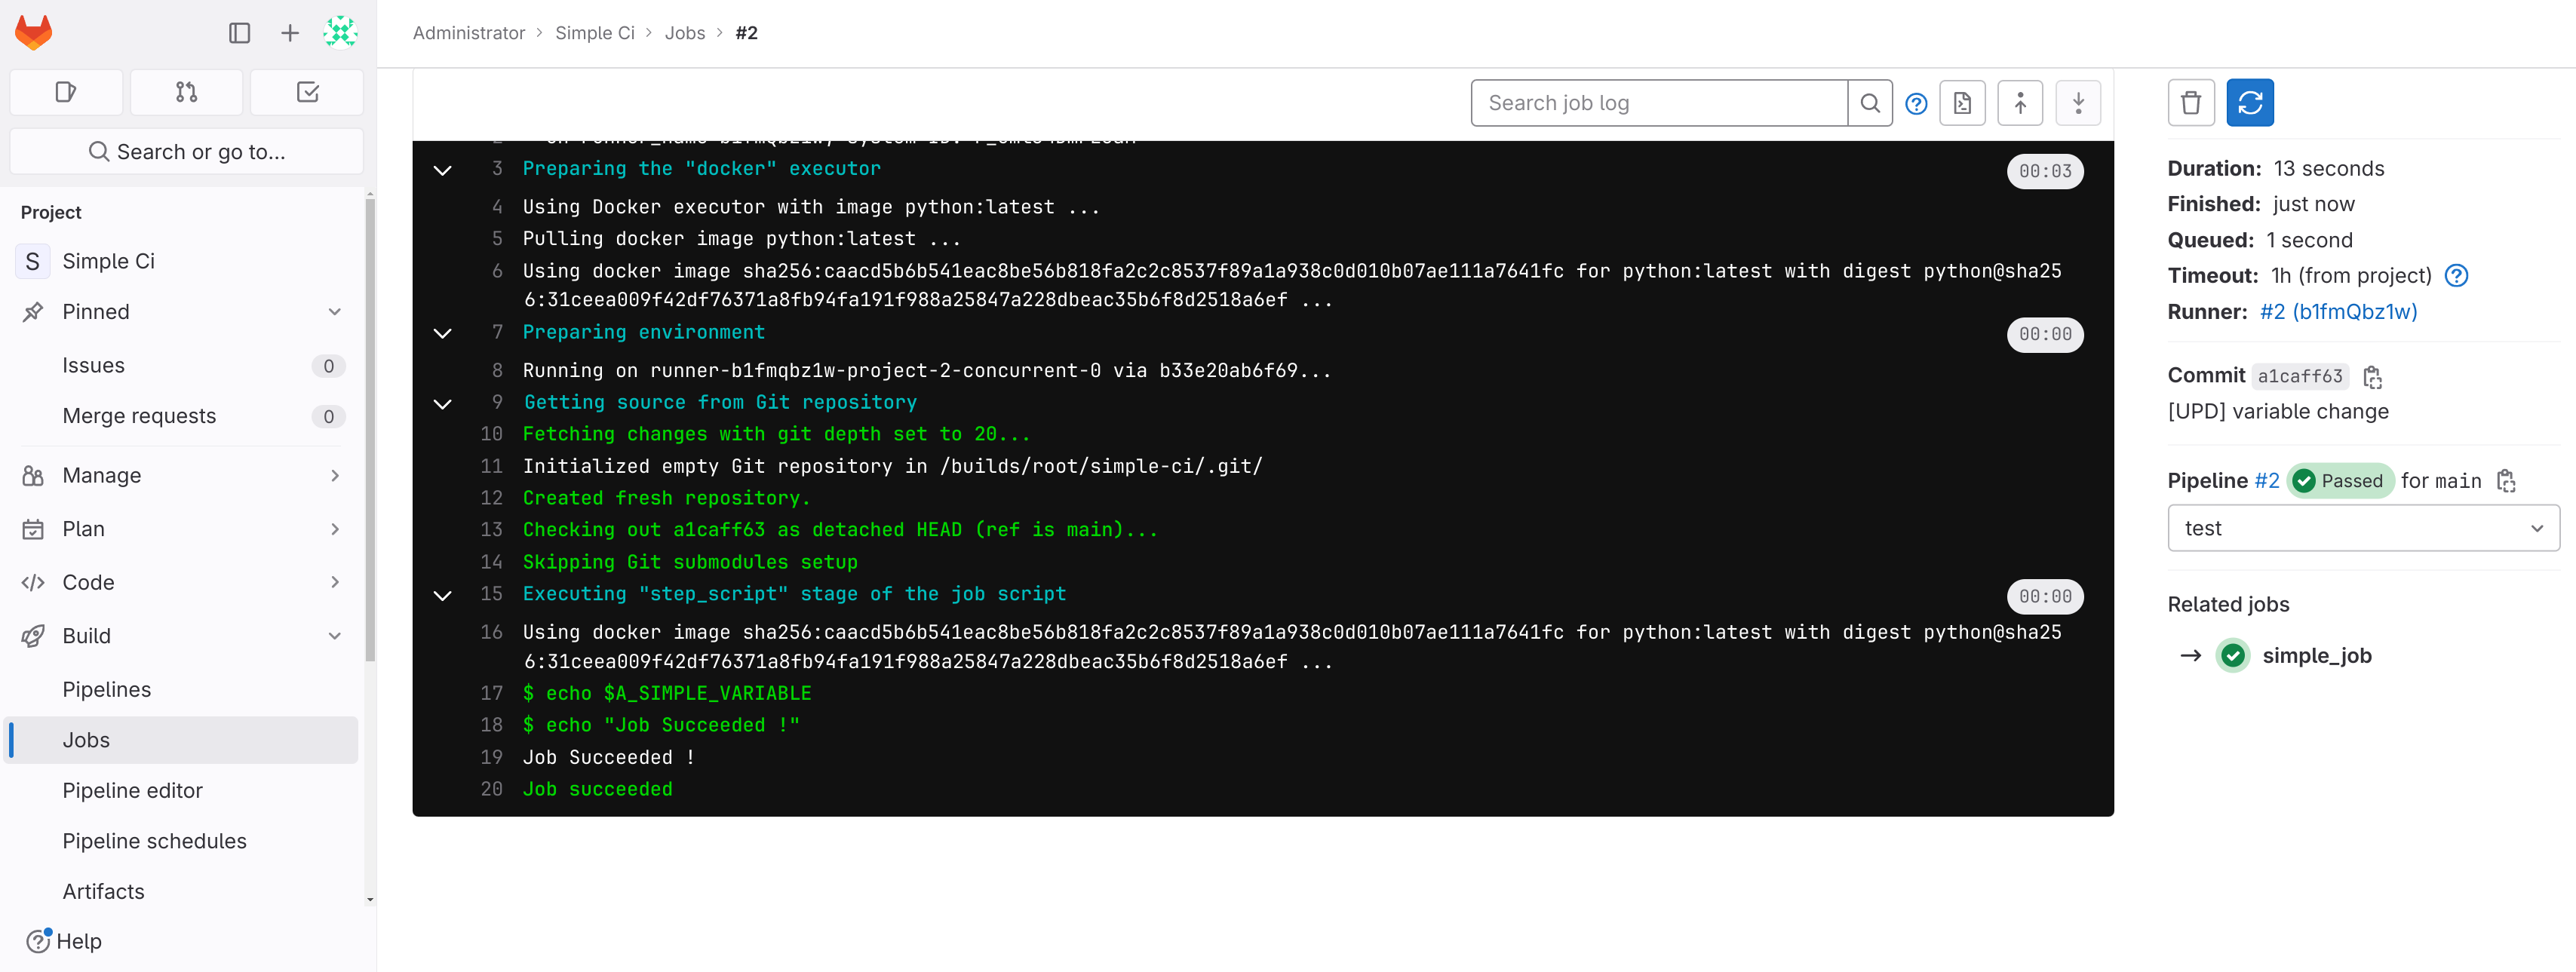 Administrator > Simple Ci > Jobs > #2
Search or go to...
Project
S Simple Ci
Pinned
Issues 0
Merge requests 0
Manage
Plan
Code
Build
Pipelines
Jobs
Pipeline editor
Pipeline schedules
Artifacts
Help
Search job log
3 Preparing the "docker" executor 00:03
4 Using Docker executor with image python:latest ...
5 Pulling docker image python:latest ...
6 Using docker image sha256:caacd5b6b541eac8be56b818fa2c2c8537f89a1a938c0d010b07ae111a7641fc for python:latest with digest python@sha25
6:31ceea009f42df76371a8fb94fa191f988a25847a228dbeac35b6f8d2518a6ef ...
7 Preparing environment 00:00
8 Running on runner-b1fmqbz1w-project-2-concurrent-0 via b33e20ab6f69...
9 Getting source from Git repository
10 Fetching changes with git depth set to 20...
11 Initialized empty Git repository in /builds/root/simple-ci/.git/
12 Created fresh repository.
13 Checking out a1caff63 as detached HEAD (ref is main)...
14 Skipping Git submodules setup
15 Executing "step_script" stage of the job script 00:00
16 Using docker image sha256:caacd5b6b541eac8be56b818fa2c2c8537f89a1a938c0d010b07ae111a7641fc for python:latest with digest python@sha25
6:31ceea009f42df76371a8fb94fa191f988a25847a228dbeac35b6f8d2518a6ef ...
17 $ echo $A_SIMPLE_VARIABLE
18 $ echo "Job Succeeded !"
19 Job Succeeded !
20 Job succeeded
Duration: 13 seconds
Finished: just now
Queued: 1 second
Timeout: 1h (from project)
Runner: #2 (b1fmQbz1w)
Commit a1caff63
[UPD] variable change
Pipeline #2 Passed for main
test
Related jobs
→ simple_job